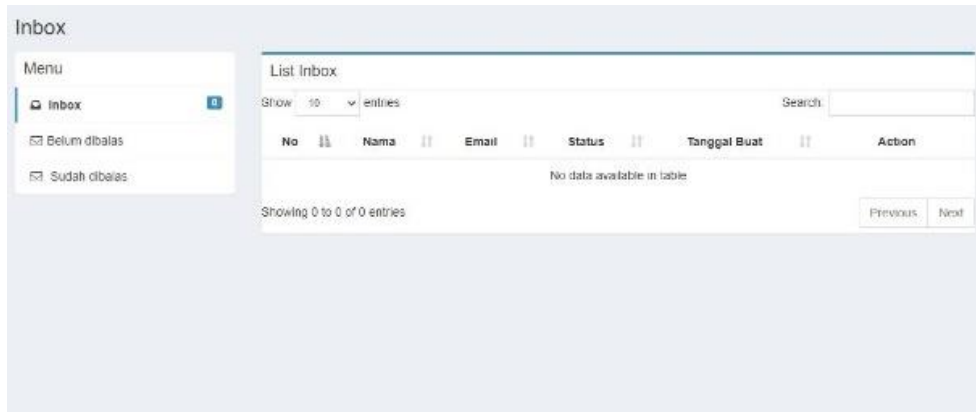 Inbox
Menu
Inbox 0
Belum dibalas
Sudah dibalas
List Inbox
Show 10 entries Search:
No Nama Email Status Tanggal Buat Action
No data available in table
Showing 0 to 0 of 0 entries Previous Next